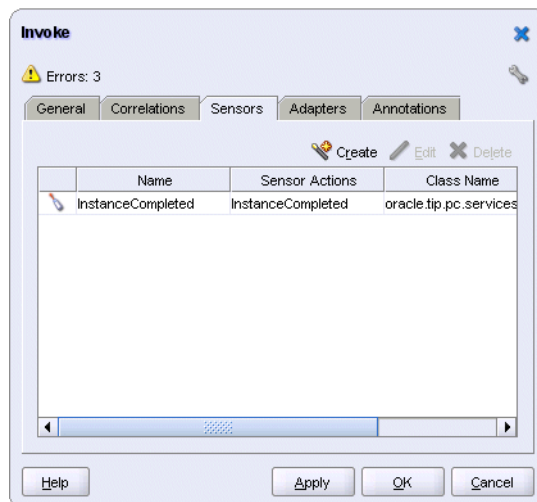 Invoke
Errors: 3
General Correlations Sensors Adapters Annotations
Create Edit Delete
Name Sensor Actions Class Name
InstanceCompleted InstanceCompleted oracle.tip.pc.services
Help Apply OK Cancel